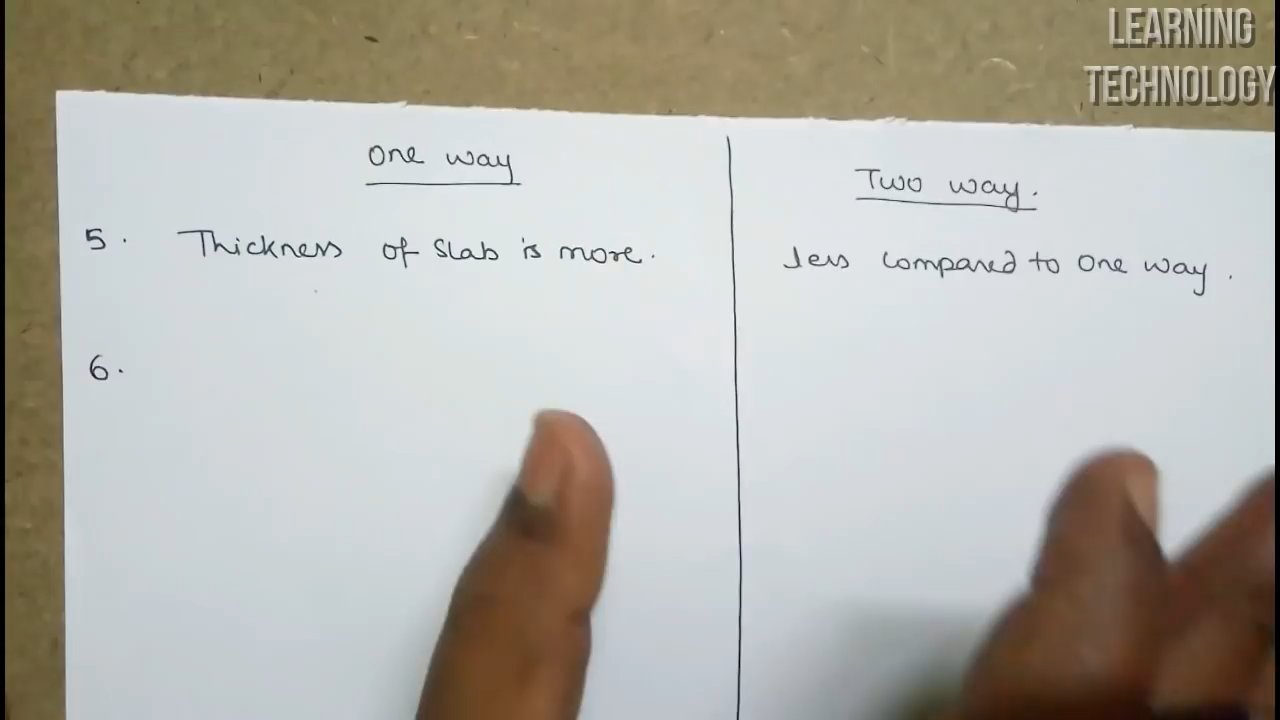 LEARNING
TECHNOLOGY
One way
Two way.
5. Thickness of slab is more.
less compared to one way.
6.